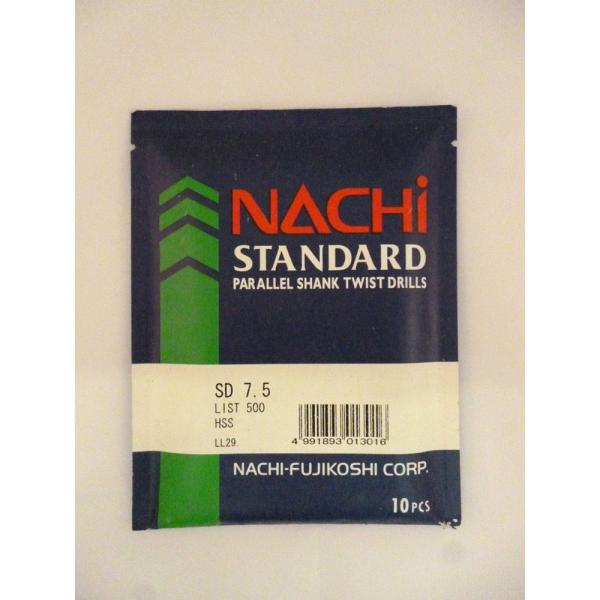 NACHi
STANDARD
PARALLEL SHANK TWIST DRILLS
SD 7.5
LIST 500
HSS
LL29.
4 991893 013016
NACHI-FUJIKOSHI CORP.
10 PCS